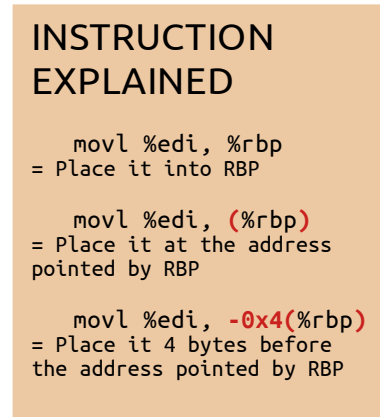 INSTRUCTION
EXPLAINED
movl %edi, %rbp
= Place it into RBP
movl %edi, (%rbp)
= Place it at the address
pointed by RBP
movl %edi, -0x4(%rbp)
= Place it 4 bytes before
the address pointed by RBP